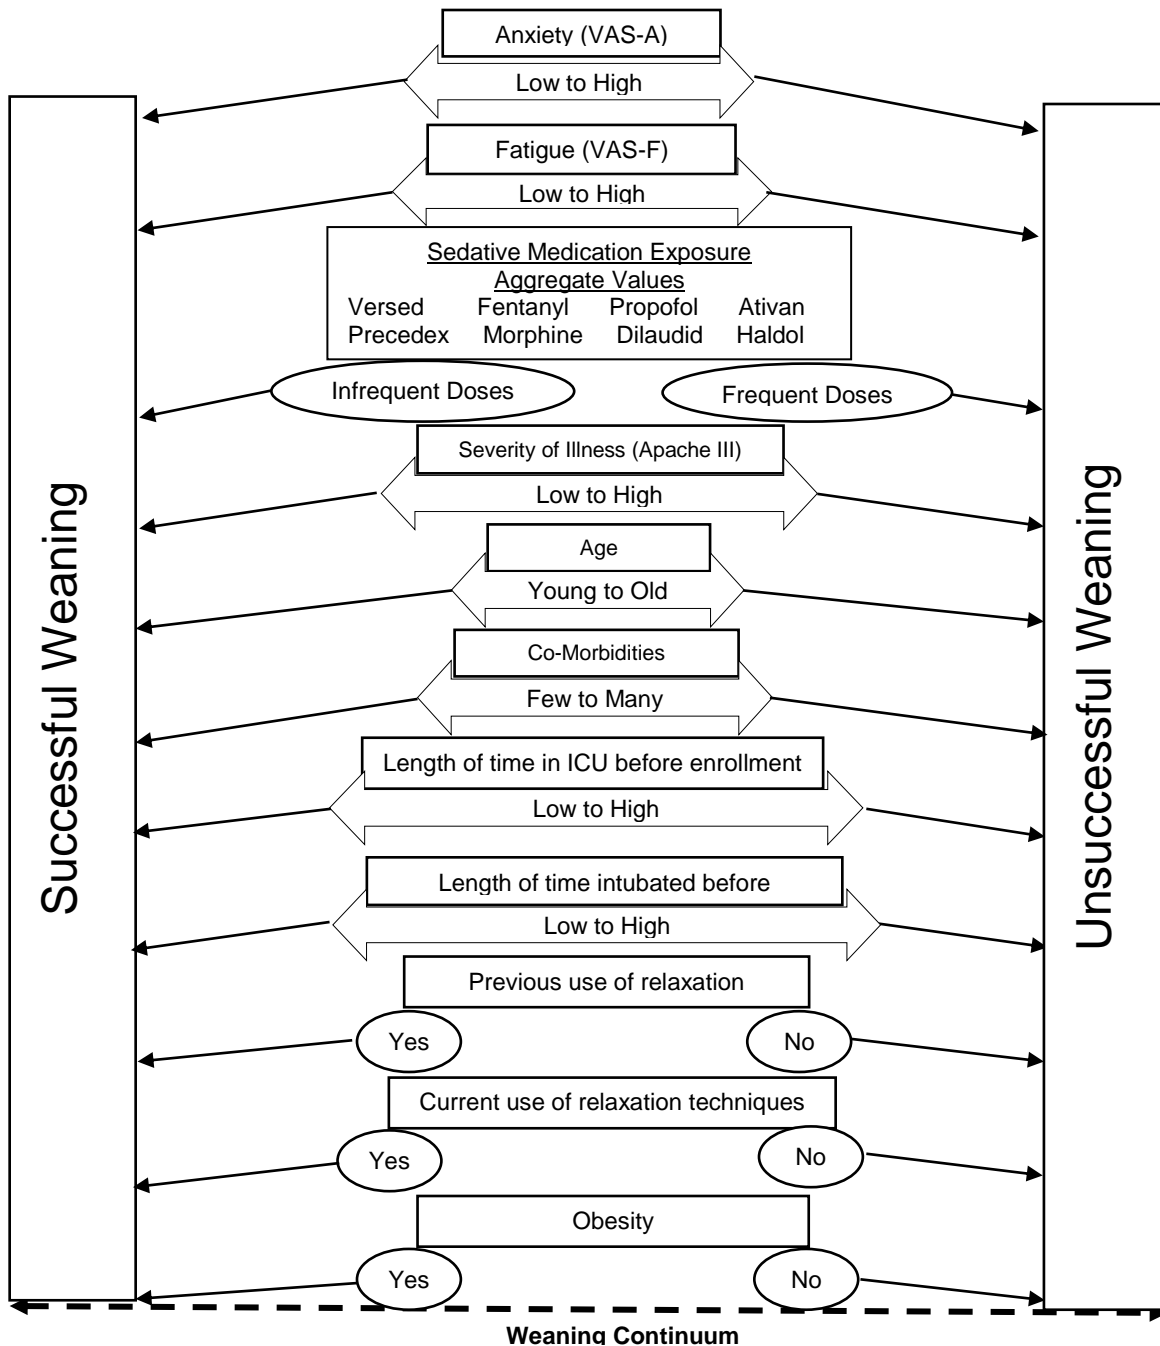 Anxiety (VAS-A)
Low to High
Fatigue (VAS-F)
Low to High
Sedative Medication Exposure
Aggregate Values
Versed Fentanyl Propofol Ativan
Precedex Morphine Dilaudid Haldol
Infrequent Doses Frequent Doses
Severity of Illness (Apache III)
Low to High
Age
Young to Old
Co-Morbidities
Few to Many
Length of time in ICU before enrollment
Low to High
Length of time intubated before
Low to High
Previous use of relaxation
Yes No
Current use of relaxation techniques
Yes No
Obesity
Yes No
Successful Weaning
Unsuccessful Weaning
Weaning Continuum